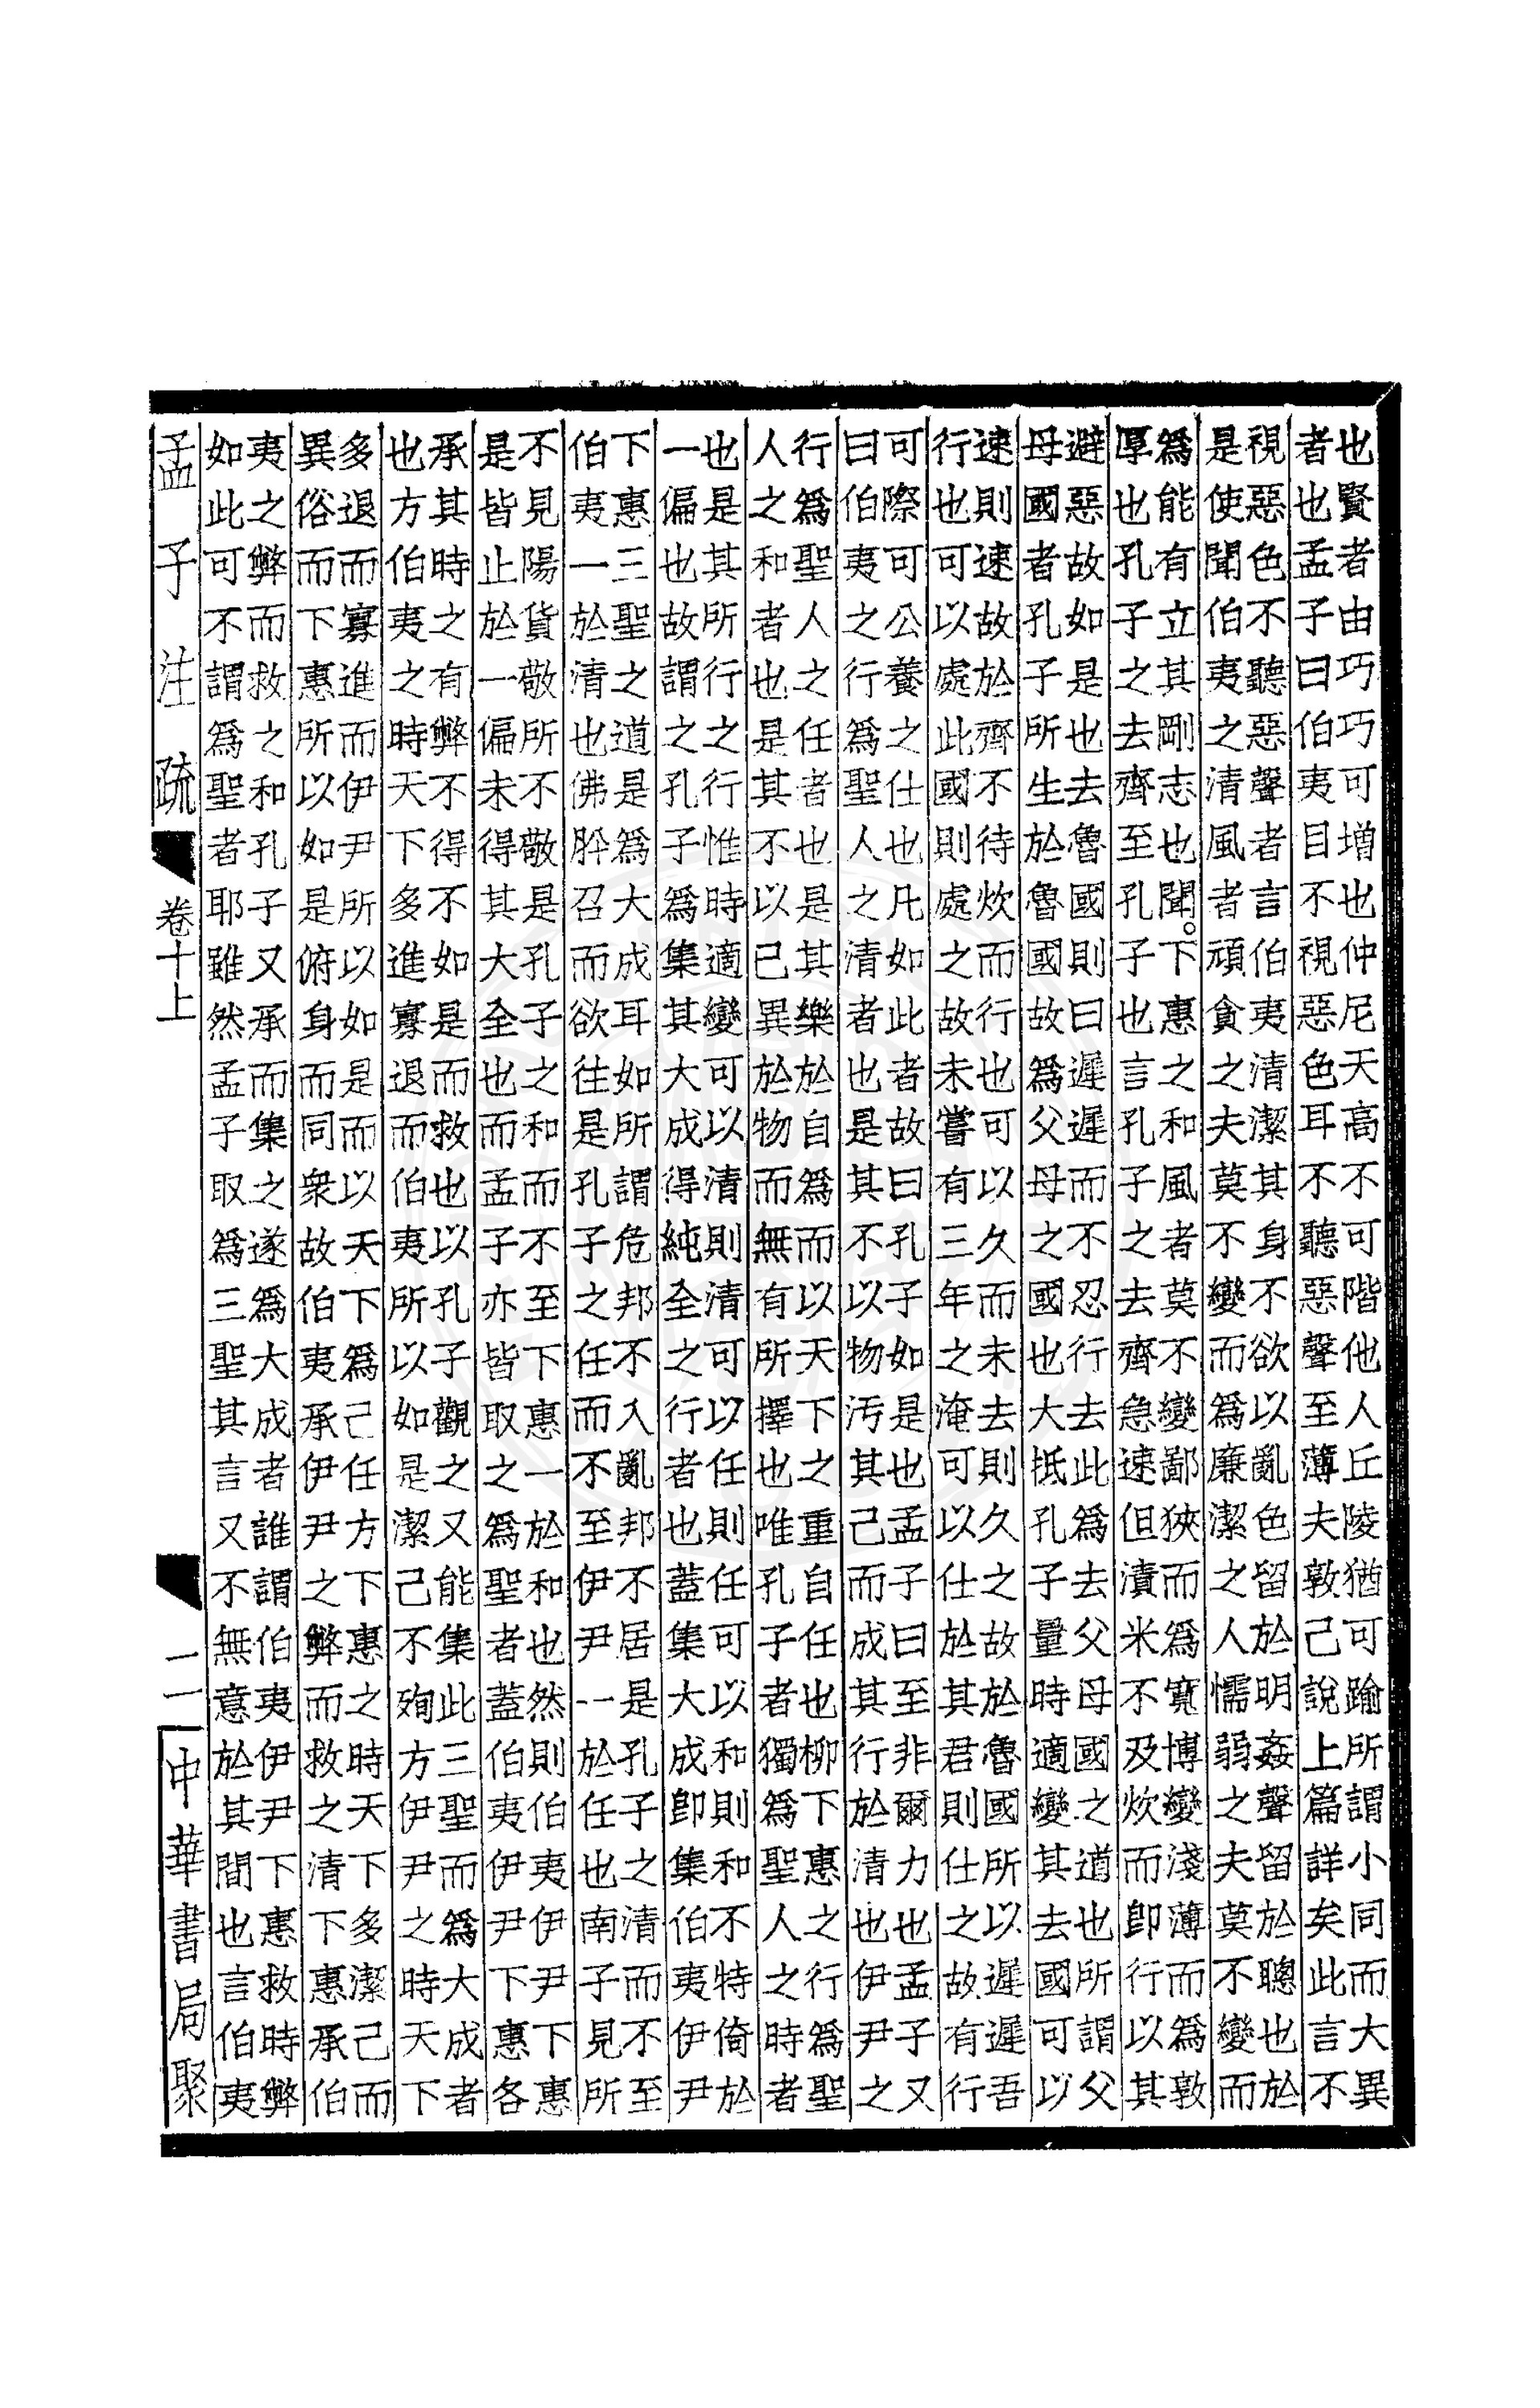 也賢者由巧巧可增也仲尼天高不可階他人丘陵猶可踰所謂小同而大異
者也孟子曰伯夷目不視惡色耳不聽惡聲至薄夫敦己說上篇詳矣此言不
視惡色不聽惡聲者言伯夷清潔其身不欲以亂色留於明姦聲留於聰也於
是使聞伯夷之清風者頑貪之夫莫不變而爲廉潔之人懦弱之夫莫不變而
爲能有立其剛志也聞。下惠之和風者莫不變鄙狹而爲寬博變淺薄而爲敦
厚也孔子之去齊至孔子也言孔子之去齊急速但漬米不及炊而即行以其
避惡故如是也去魯國則曰遲遲而不忍行去此爲去父母國之道也所謂父
母國者孔子所生於魯國故爲父母之國也大抵孔子量時適變其去國可以
速則速故於齊不待炊而行也可以久而未去則久之故於魯國所以遲遲吾
行也可以處此國則處之故未嘗有三年之淹可以仕於其君則仕之故有行
可際可公養之仕也凡如此者故曰孔子如是也孟子曰至非爾力也孟子又
曰伯夷之行爲聖人之清者也是其不以物汚其己而成其行於清也伊尹之
行爲聖人之任者也是其樂於自爲而以天下之重自任也柳下惠之行爲聖
人之和者也是其不以己異於物而無有所擇也唯孔子者獨爲聖人之時者
也是其所行之行惟時適變可以清則清可以任則任可以和則和不特倚於
一偏也故謂之孔子爲集其大成得純全之行者也蓋集大成卽集伯夷伊尹
下惠三聖之道是爲大成耳如所謂危邦不入亂邦不居是孔子之清而不至
伯夷一於清也佛肸召而欲往是孔子之任而不至伊尹一於任也南子見所
不見陽貨敬所不敬是孔子之和而不至下惠一於和也然則伯夷伊尹下惠
是皆止於一偏未得其大全也而孟子亦皆取之爲聖者蓋伯夷伊尹下惠各
承其時之有弊不得不如是而救也以孔子觀之又能集此三聖而爲大成者
也方伯夷之時天下多進寡退而伯夷所以如是潔己不殉方伊尹之時天下
多退而寡進而伊尹所以如是而以天下爲己任方下惠之時天下多潔己而
異俗而下惠所以如是俯身而同衆故伯夷承伊尹之弊而救之清下惠承伯
夷之弊而救之和孔子又承而集之遂爲大成者誰謂伯夷伊尹下惠救時弊
如此可不謂爲聖者耶雖然孟子取爲三聖其言又不無意於其間也言伯夷
孟子注疏 卷十上 二 中華書局聚